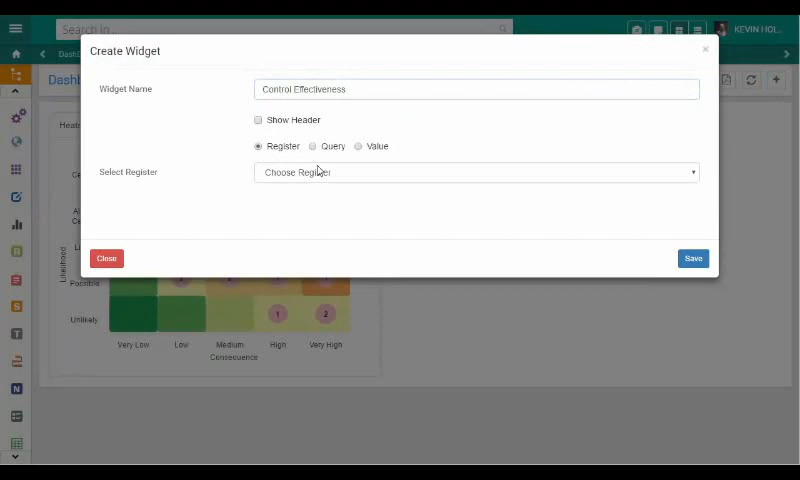 Search in...
KEVIN HOL...
Create Widget
×
Widget Name
Control Effectiveness
Show Header
Register
Query
Value
Select Register
Choose Register
Close
Save
Likelihood
Possible
Unlikely
1
2
Very Low
Low
Medium
High
Very High
Consequence
R
S
T
N